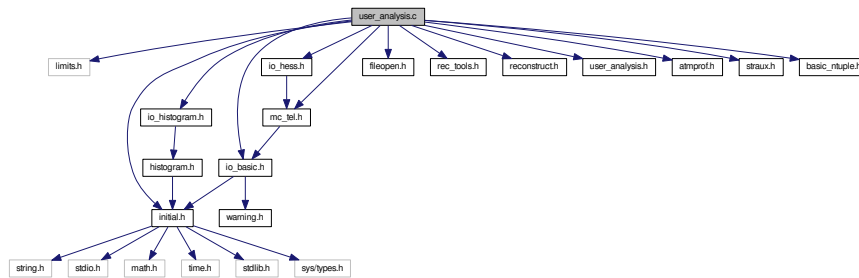 user_analysis.c
limits.h
io_hess.h
fileopen.h
rec_tools.h
reconstruct.h
user_analysis.h
atmprof.h
straux.h
basic_ntuple.h
io_histogram.h
mc_tel.h
histogram.h
io_basic.h
initial.h
warning.h
string.h
stdio.h
math.h
time.h
stdlib.h
sys/types.h